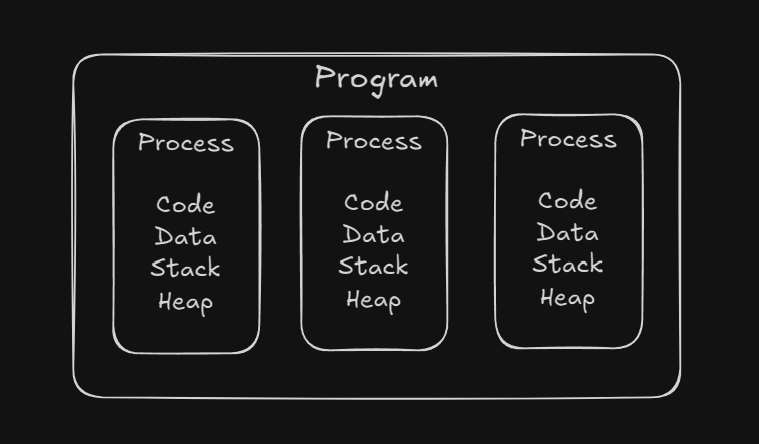 Program
Process
Code
Data
Stack
Heap
Process
Code
Data
Stack
Heap
Process
Code
Data
Stack
Heap